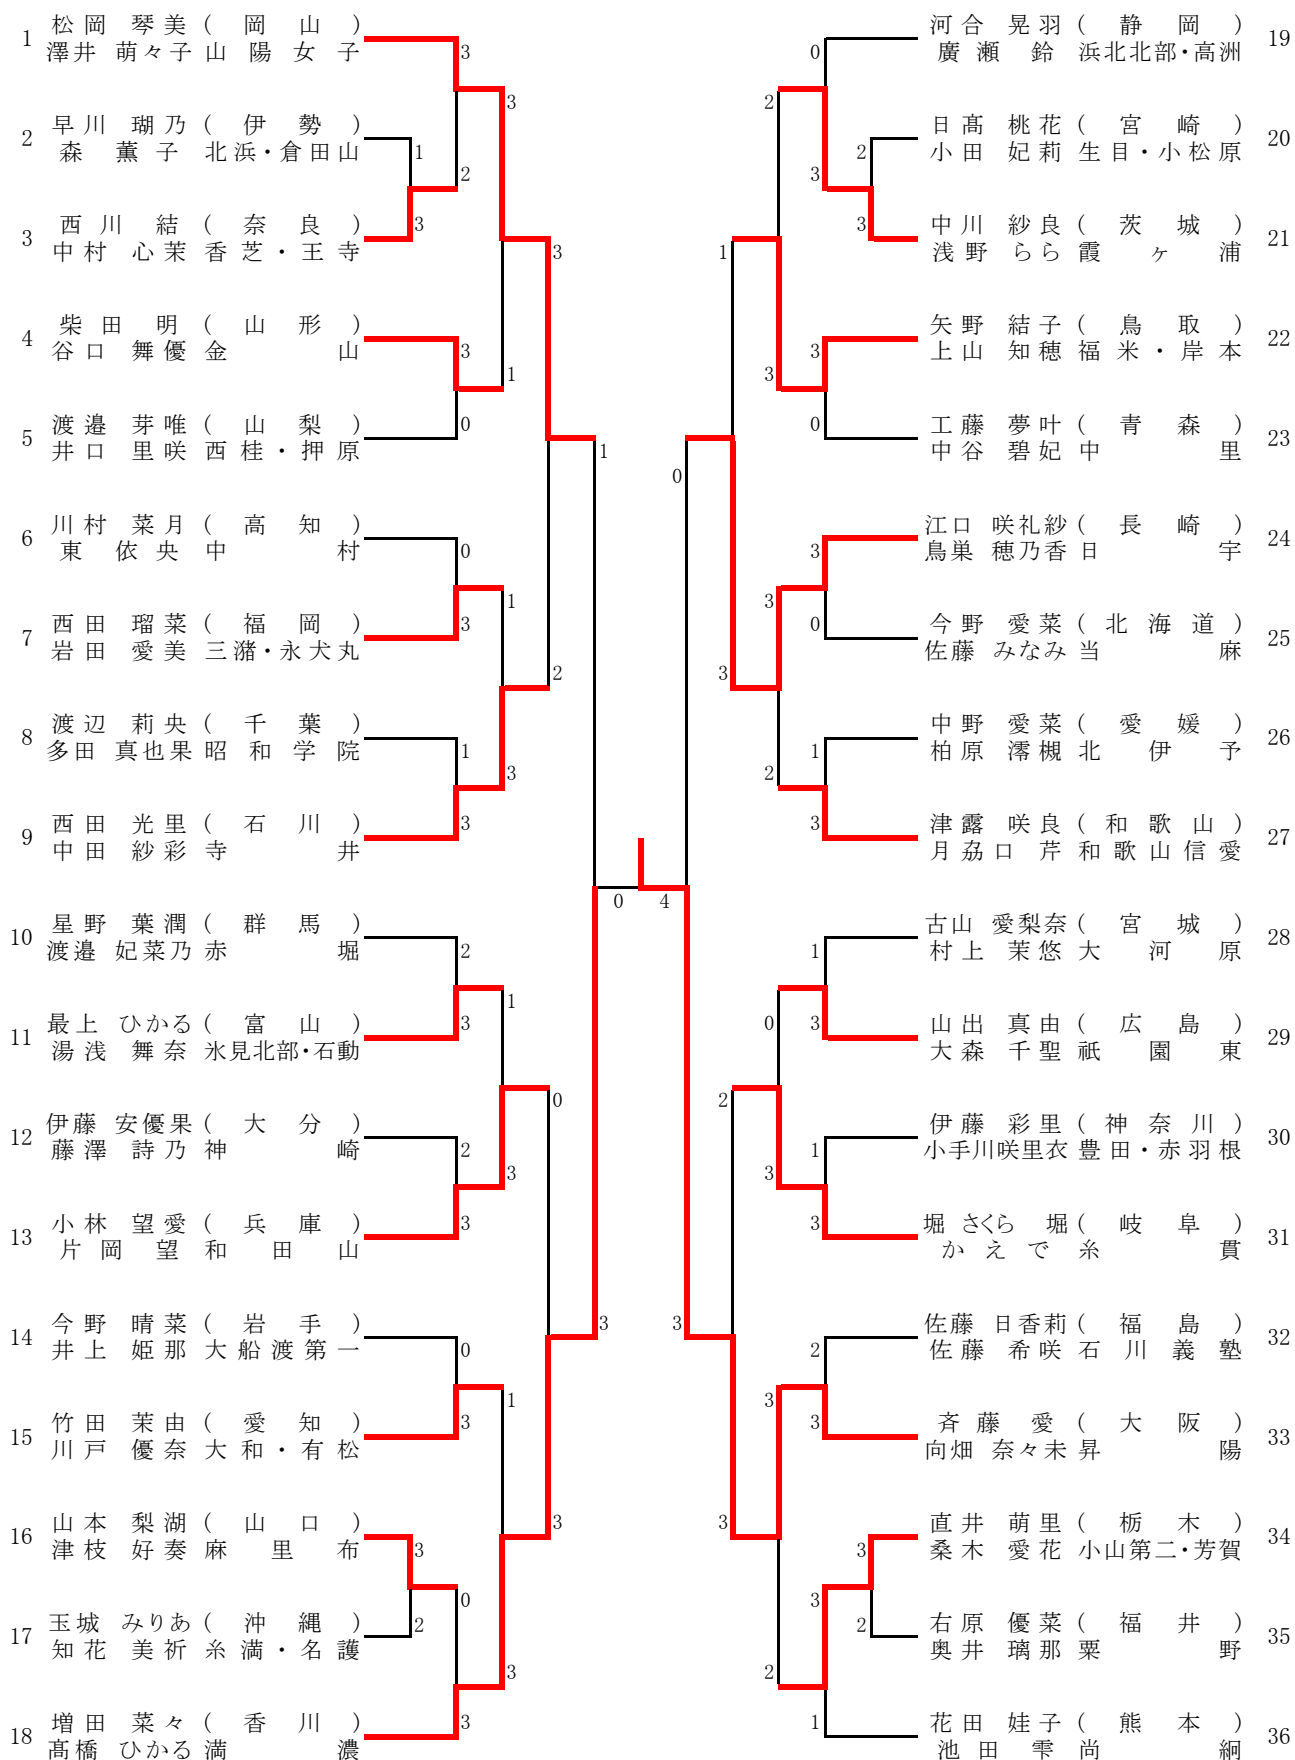 1 松岡 琴美 ( 岡山 )
澤井 萌々子 山陽女子
2 早川 瑚乃 ( 伊勢 )
森 薫子 北浜・倉田山
3 西川 結 ( 奈良 )
中村 心茉 香芝・王寺
4 柴田 明 ( 山形 )
谷口 舞優 金山
5 渡邉 芽唯 ( 山梨 )
井口 里咲 西桂・押原
6 川村 菜月 ( 高知 )
東 依央 中村
7 西田 瑠菜 ( 福岡 )
岩田 愛美 三潴・永犬丸
8 渡辺 莉央 ( 千葉 )
多田 真也果 昭和学院
9 西田 光里 ( 石川 )
中田 紗彩 寺井
10 星野 葉潤 ( 群馬 )
渡邉 妃菜乃 赤堀
11 最上 ひかる ( 富山 )
湯浅 舞奈 氷見北部・石動
12 伊藤 安優果 ( 大分 )
藤澤 詩乃 神崎
13 小林 望愛 ( 兵庫 )
片岡 望 和田山
14 今野 晴菜 ( 岩手 )
井上 姫那 大船渡第一
15 竹田 茉由 ( 愛知 )
川戸 優奈 大和・有松
16 山本 梨湖 ( 山口 )
津枝 好奏 麻里布
17 玉城 みりあ ( 沖縄 )
知花 美祈 糸満・名護
18 増田 菜々 ( 香川 )
髙橋 ひかる 満濃
3
1
3
2
3
3
0
1
3
0
3
1
1
3
3
2
2
3
1
2
3
3
0
0
3
1
3
2
0
3
3
3
1
3
0
4
0
3
河合 晃羽 ( 静岡 ) 19
廣瀬 鈴 浜北北部・高洲
日髙 桃花 ( 宮崎 ) 20
小田 妃莉 生目・小松原
中川 紗良 ( 茨城 ) 21
浅野 らら 霞ヶ浦
矢野 結子 ( 鳥取 ) 22
上山 知穂 福米・岸本
工藤 夢叶 ( 青森 ) 23
中谷 碧妃 中里
江口 咲礼紗 ( 長崎 ) 24
鳥巣 穂乃香 日宇
今野 愛菜 ( 北海道 ) 25
佐藤 みなみ 当麻
中野 愛菜 ( 愛媛 ) 26
柏原 澪槻 北伊予
津露 咲良 ( 和歌山 ) 27
月刕口 芹 和歌山信愛
古山 愛梨奈 ( 宮城 ) 28
村上 茉悠 大河原
山出 真由 ( 広島 ) 29
大森 千聖 祇園東
伊藤 彩里 ( 神奈川 ) 30
小手川咲里衣 豊田・赤羽根
堀 さくら 堀 ( 岐阜 ) 31
かえで 糸貫
佐藤 日香莉 ( 福島 ) 32
佐藤 希咲 石川義塾
斉藤 愛 ( 大阪 ) 33
向畑 奈々未 昇陽
直井 萌里 ( 栃木 ) 34
桑木 愛花 小山第二・芳賀
右原 優菜 ( 福井 ) 35
奥井 璃那 粟野
花田 娃子 ( 熊本 ) 36
池田 雫 尚絅
0
2
2
3
3
1
3
3
0
3
3
0
3
1
2
3
1
0
3
2
1
3
3
2
3
3
3
3
3
2
2
1